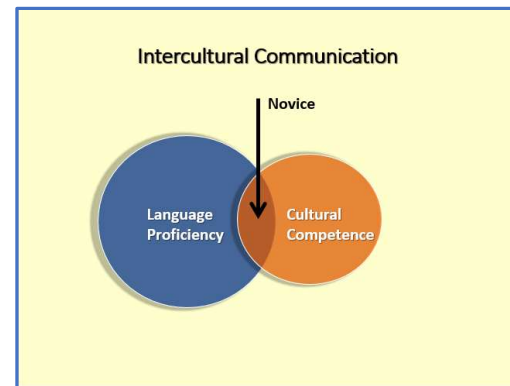 Intercultural Communication
Novice
Language
Proficiency
Cultural
Competence